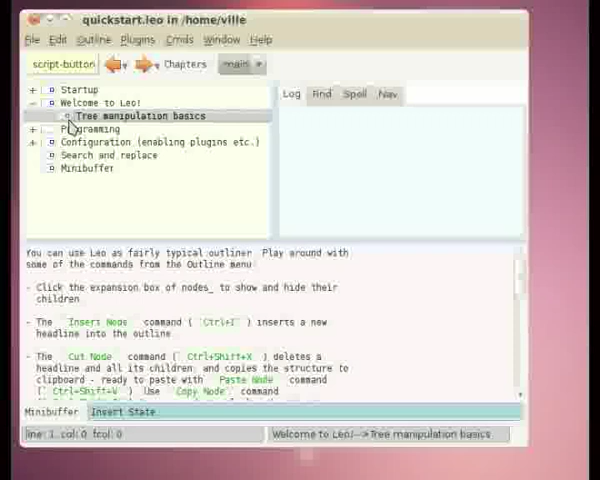 quickstart.leo in /home/ville
File Edit Outline Plugins Cmds Window Help
script-button Chapters main
Startup
Welcome to Leo!
Tree manipulation basics
Programming
Configuration (enabling plugins etc.)
Search and replace
Minibuffer
Log Find Spell Nav
You can use Leo as fairly typical outliner Play around with
some of the commands from the Outline menu
- Click the expansion box of nodes_ to show and hide their
children
- The Insert Node command ( Ctrl+I ) inserts a new
headline into the outline
- The Cut Node command ( Ctrl+Shift+X ) deletes a
headline and all its children and copies the structure to
clipboard - ready to paste with Paste Node command
( Ctrl+Shift+V ) Use Copy Node command
Minibuffer Insert State
line: 1, col: 0 fcol: 0 Welcome to Leo!-->Tree manipulation basics